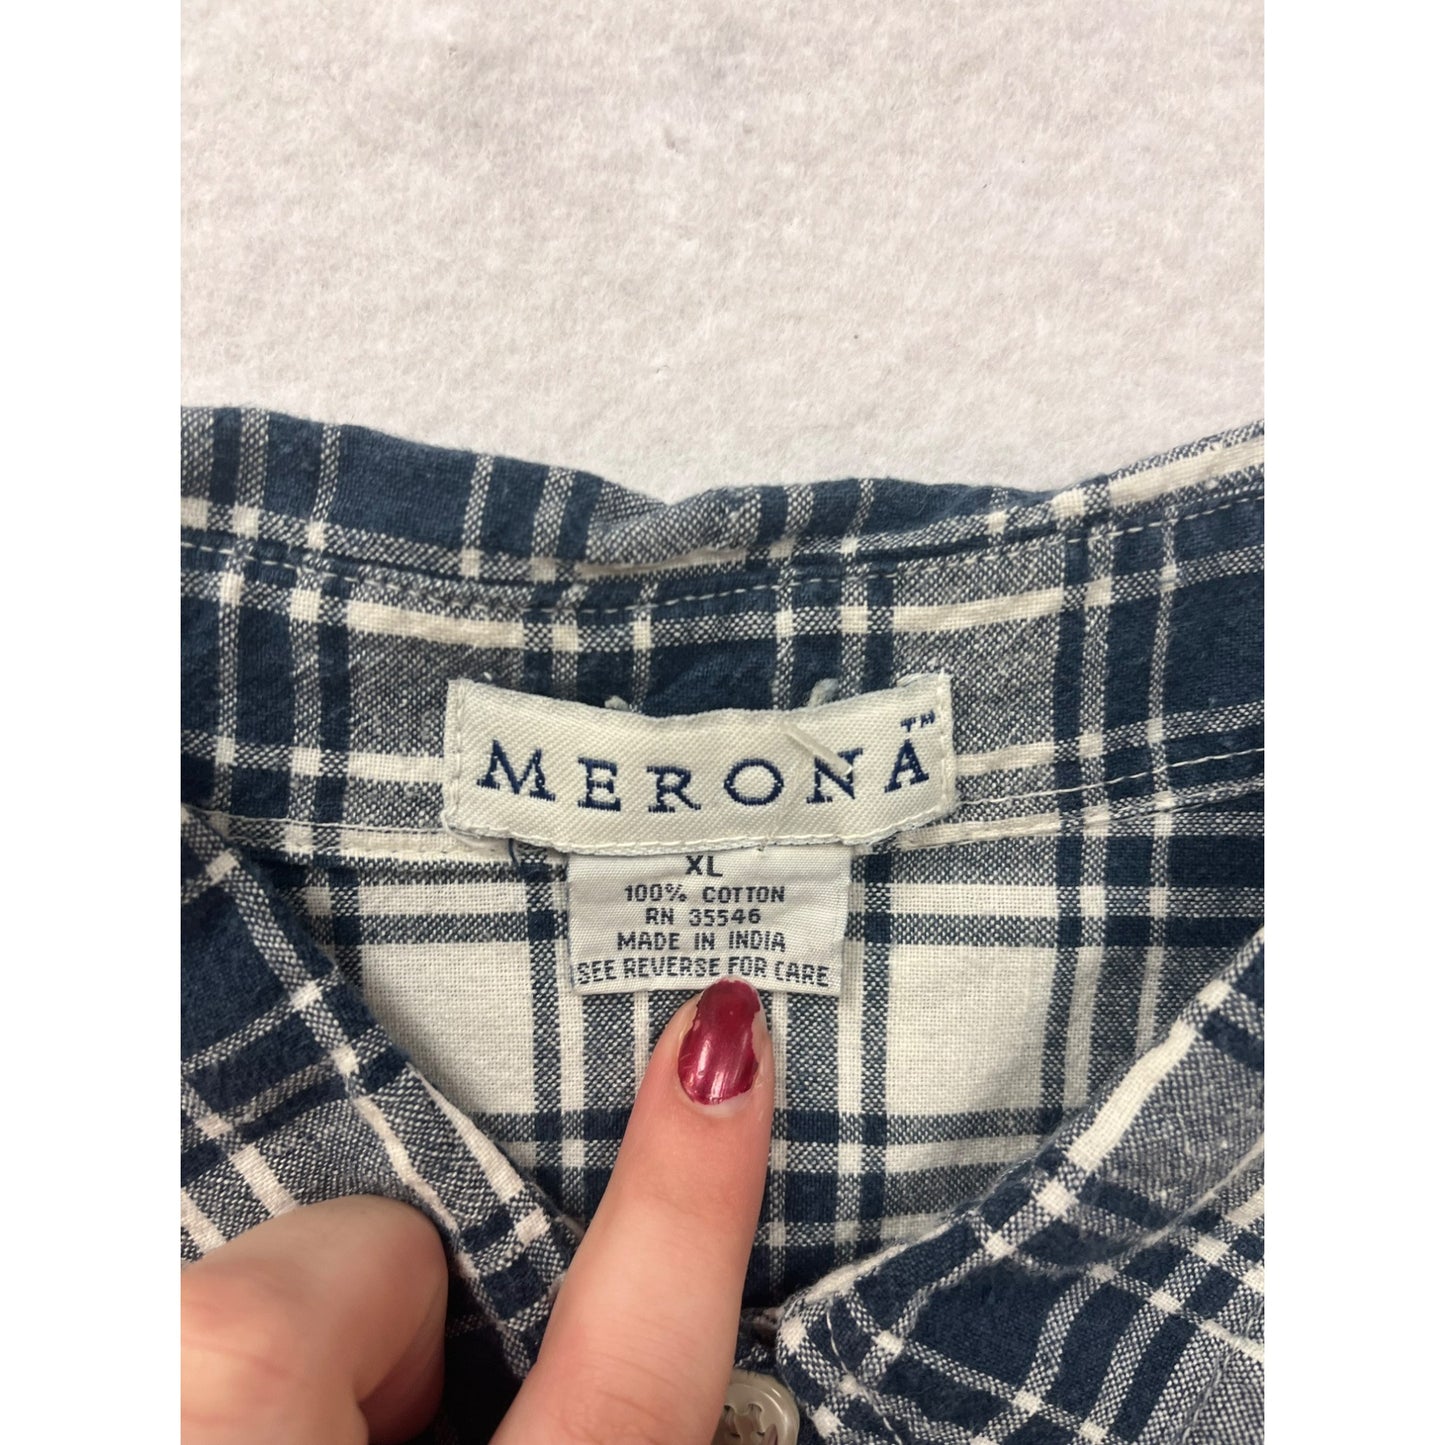 MERONA™
XL
100% COTTON
RN 35546
MADE IN INDIA
SEE REVERSE FOR CARE